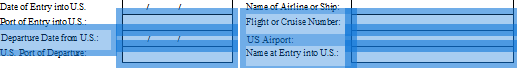 Date of Entry into U.S. / / Name of Airline or Ship:
Port of Entry into U.S.: Flight or Cruise Number:
Departure Date from U.S.: / / US Airport:
U.S. Port of Departure: Name at Entry into U.S.: